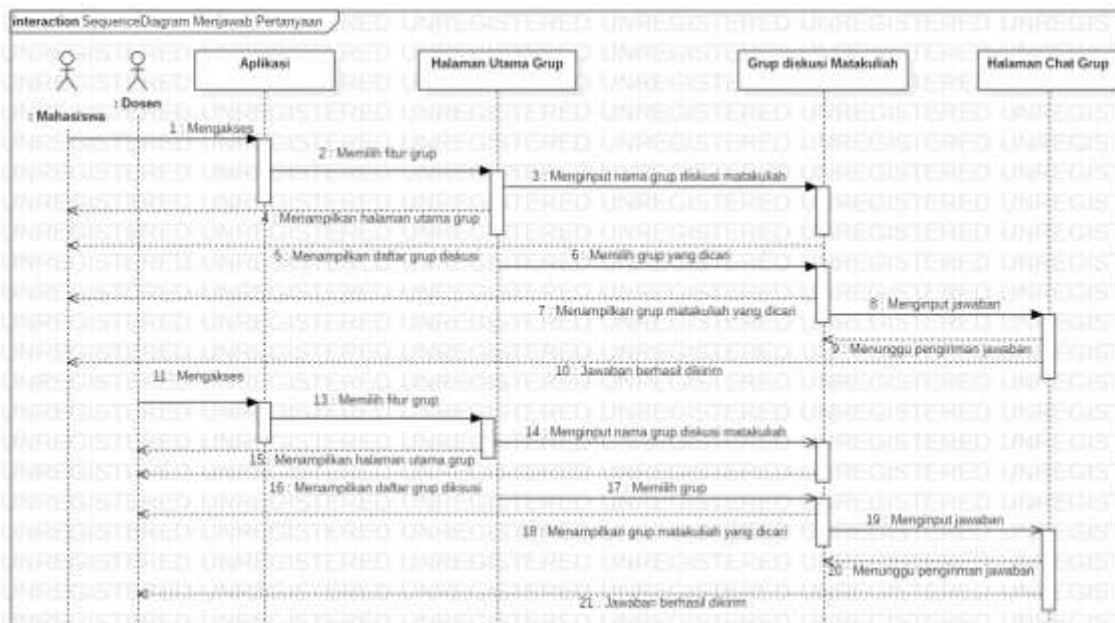 interaction SequenceDiagram Menjawab Pertanyaan
Aplikasi
Halaman Utama Grup
Grup diskusi Matakuliah
Halaman Chat Grup
: Mahasiswa
: Dosen
1 : Mengakses
2 : Memilih fitur grup
3 : Menginput nama grup diskusi matakuliah
4 : Menampilkan halaman utama grup
5 : Menampilkan daftar grup diskusi
6 : Memilih grup yang dicari
7 : Menampilkan grup matakuliah yang dicari
8 : Menginput jawaban
9 : Menunggu pengiriman jawaban
10 : Jawaban berhasil dikirim
11 : Mengakses
13 : Memilih fitur grup
14 : Menginput nama grup diskusi matakuliah
15 : Menampilkan halaman utama grup
16 : Menampilkan daftar grup diksusi
17 : Memilih grup
18 : Menampilkan grup matakuliah yang dicari
19 : Menginput jawaban
20 : Menunggu pengiriman jawaban
21 : Jawaban berhasil dikirim
UNREGISTERED